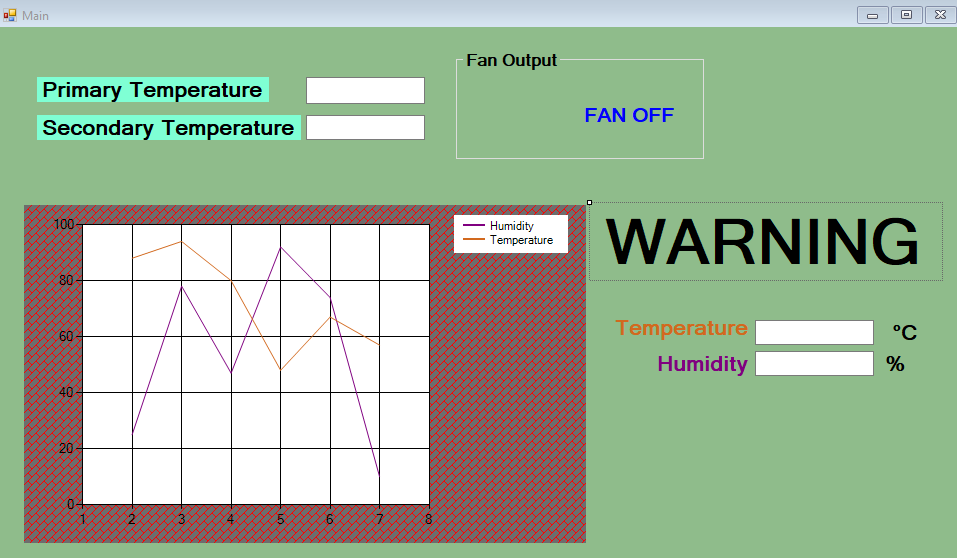 Main
Fan Output
Primary Temperature
FAN OFF
Secondary Temperature
100
80
60
40
20
0
1 2 3 4 5 6 7 8
Humidity
Temperature
WARNING
Temperature °C
Humidity %